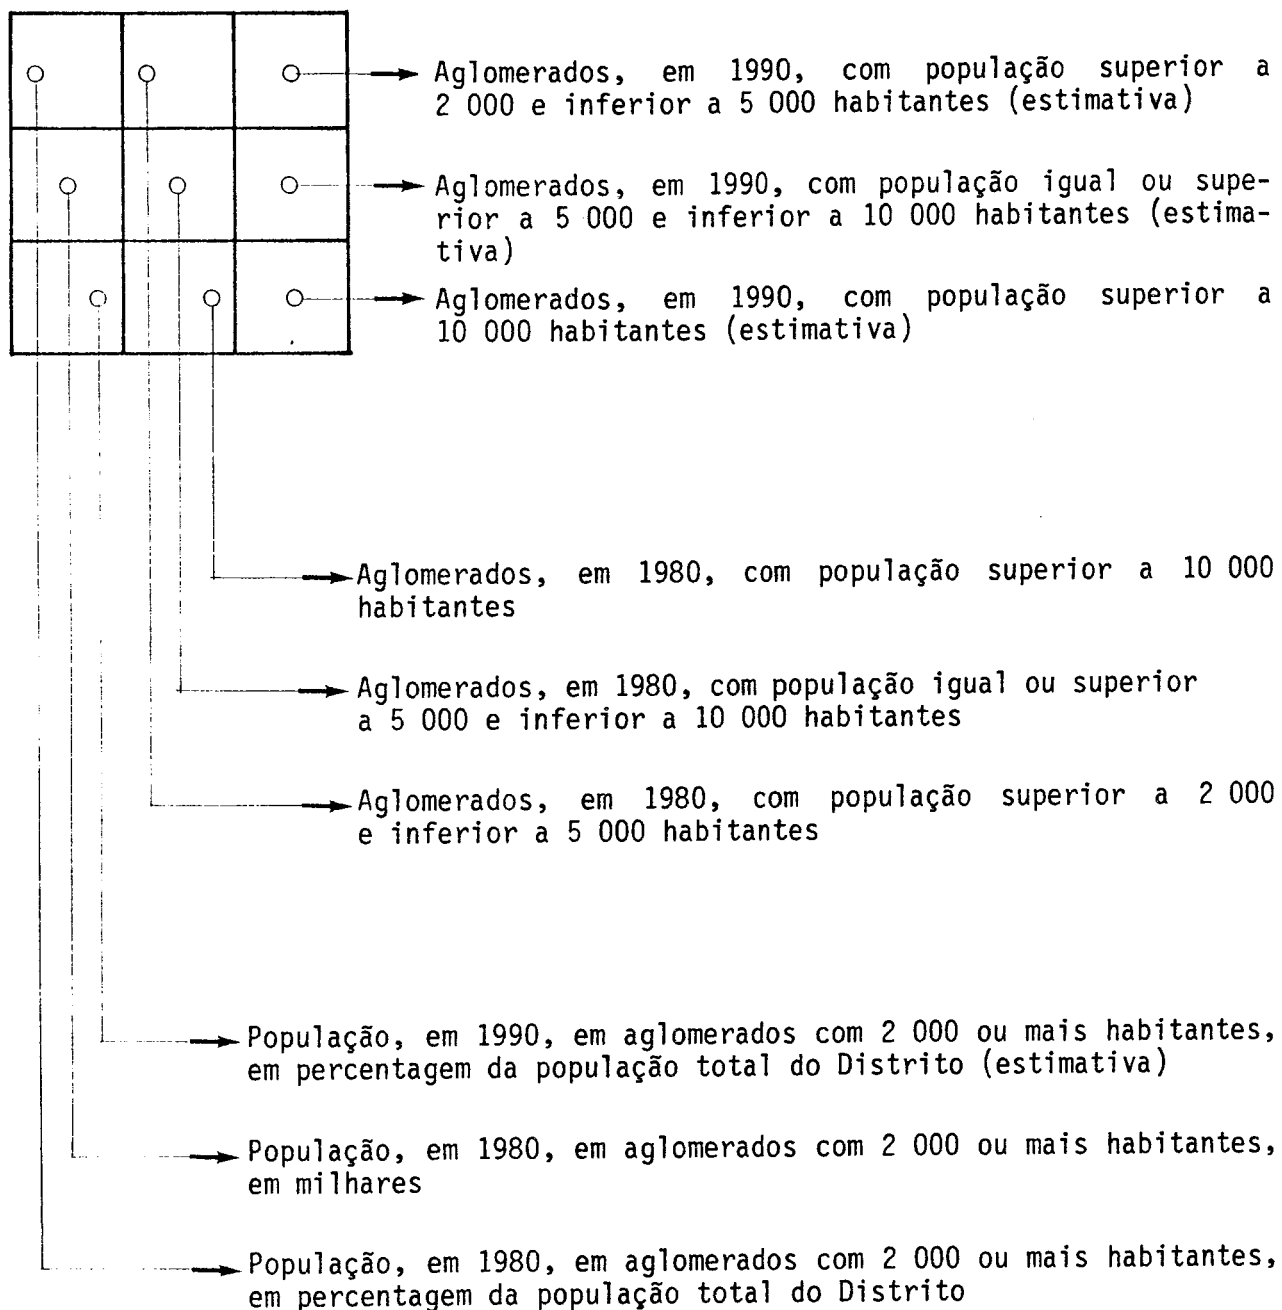 Aglomerados, em 1990, com população superior a
2 000 e inferior a 5 000 habitantes (estimativa)
Aglomerados, em 1990, com população igual ou supe-
rior a 5 000 e inferior a 10 000 habitantes (estima-
tiva)
Aglomerados, em 1990, com população superior a
10 000 habitantes (estimativa)
Aglomerados, em 1980, com população superior a 10 000
habitantes
Aglomerados, em 1980, com população igual ou superior
a 5 000 e inferior a 10 000 habitantes
Aglomerados, em 1980, com população superior a 2 000
e inferior a 5 000 habitantes
População, em 1990, em aglomerados com 2 000 ou mais habitantes,
em percentagem da população total do Distrito (estimativa)
População, em 1980, em aglomerados com 2 000 ou mais habitantes,
em milhares
População, em 1980, em aglomerados com 2 000 ou mais habitantes,
em percentagem da população total do Distrito